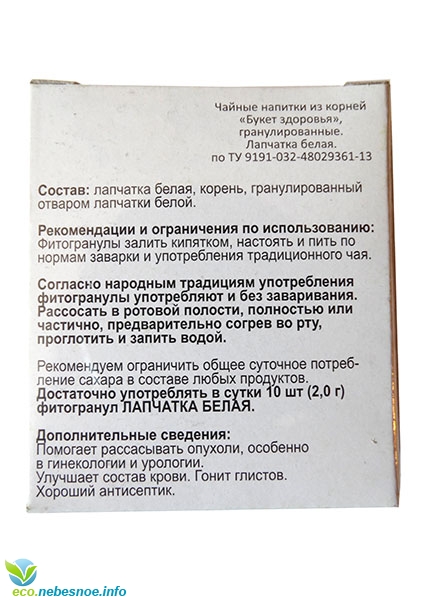 Чайные напитки из корней
«Букет здоровья»,
гранулированные.
Лапчатка белая.
по ТУ 9191-032-48029361-13
Состав: лапчатка белая, корень, гранулированный
отваром лапчатки белой.
Рекомендации и ограничения по использованию:
Фитогранулы залить кипятком, настоять и пить по
нормам заварки и употребления традиционного чая.
Согласно народным традициям употребления
фитогранулы употребляют и без заваривания.
Рассосать в ротовой полости, полностью или
частично, предварительно согрев во рту,
проглотить и запить водой.
Рекомендуем ограничить общее суточное потреб-
ление сахара в составе любых продуктов.
Достаточно употреблять в сутки 10 шт (2,0 г)
фитогранул ЛАПЧАТКА БЕЛАЯ.
Дополнительные сведения:
Помогает рассасывать опухоли, особенно
в гинекологии и урологии.
Улучшает состав крови. Гонит глистов.
Хороший антисептик.
eco.nebesnoe.info